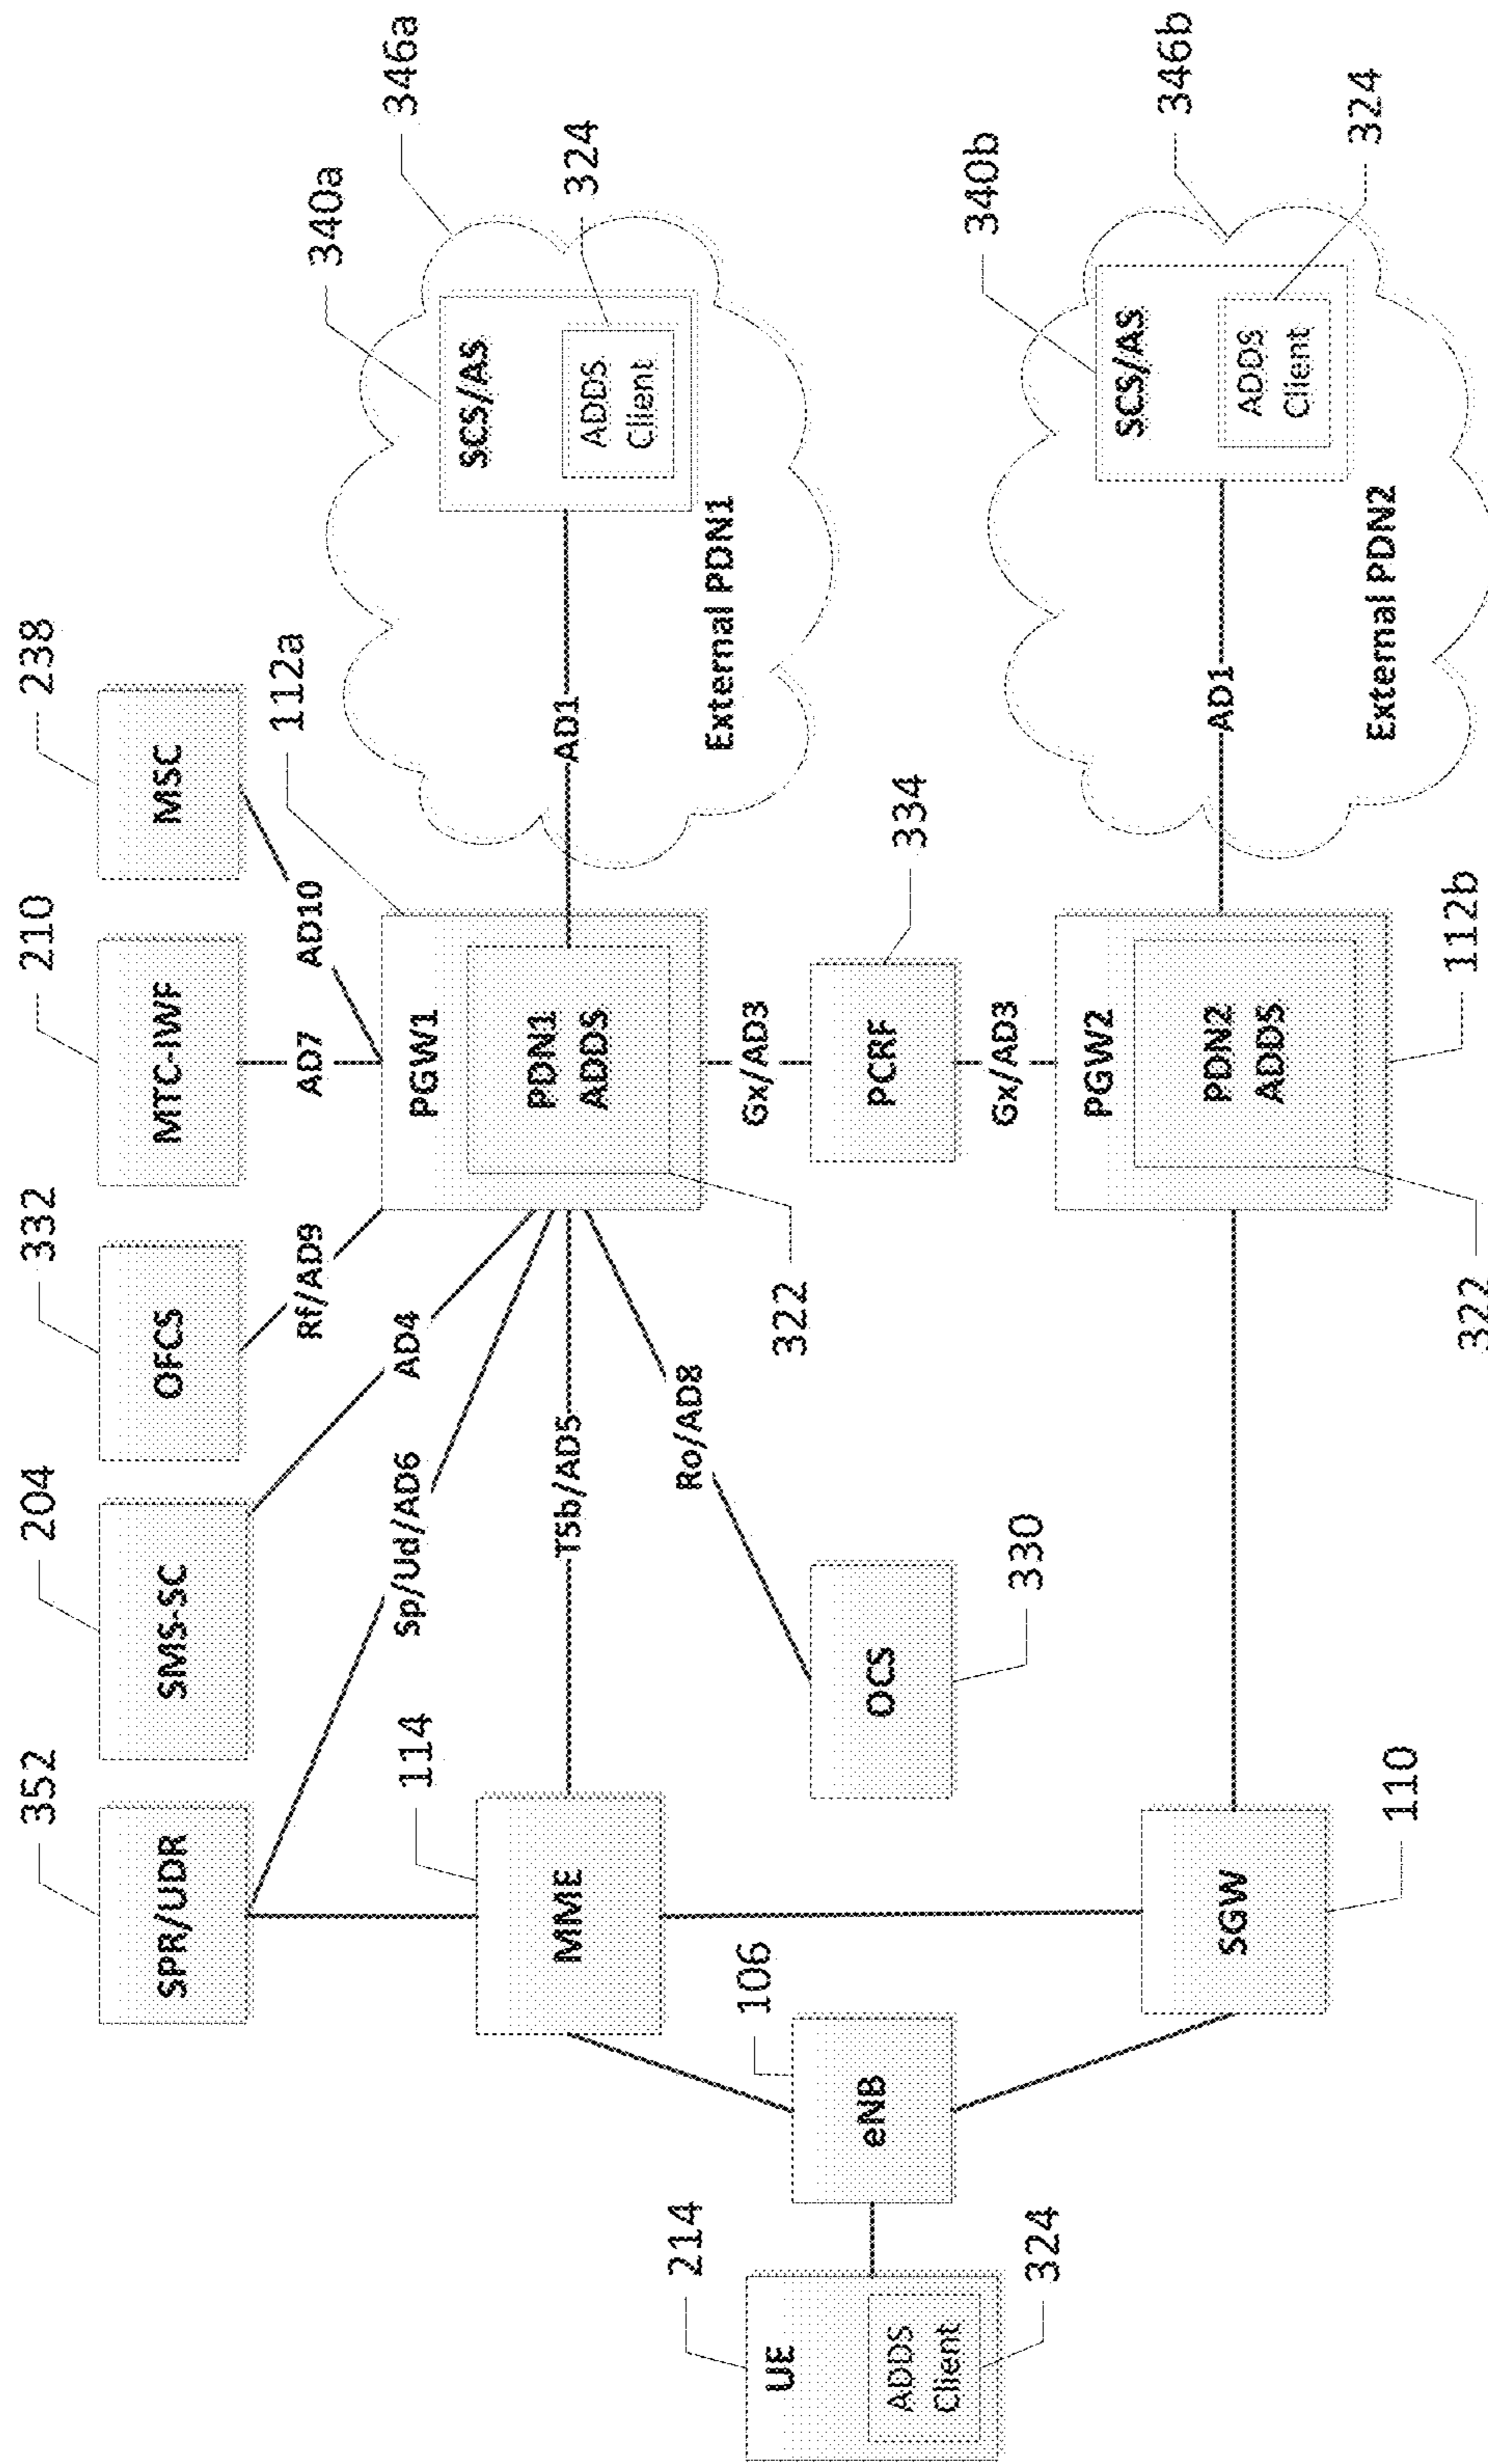 352
204
332
210
238
SPR/UDR
SMS-SC
OFCS
MTC-IWF
MSC
Rf/AD9
AD7
AD10
112a
340a
346a
114
Sp/Ud/AD6
AD4
PGW1
SCS/AS
MME
T5b/AD5
PDN1
ADDS
AD1
ADDS
Client
324
Ro/AD8
External PDN1
214
106
322
Gx/AD3
334
UE
ADDS
Client
eNB
OCS
PCRF
324
330
Gx/AD3
340b
346b
PGW2
SCS/AS
SGW
PDN2
ADDS
AD1
ADDS
Client
324
110
External PDN2
322
112b